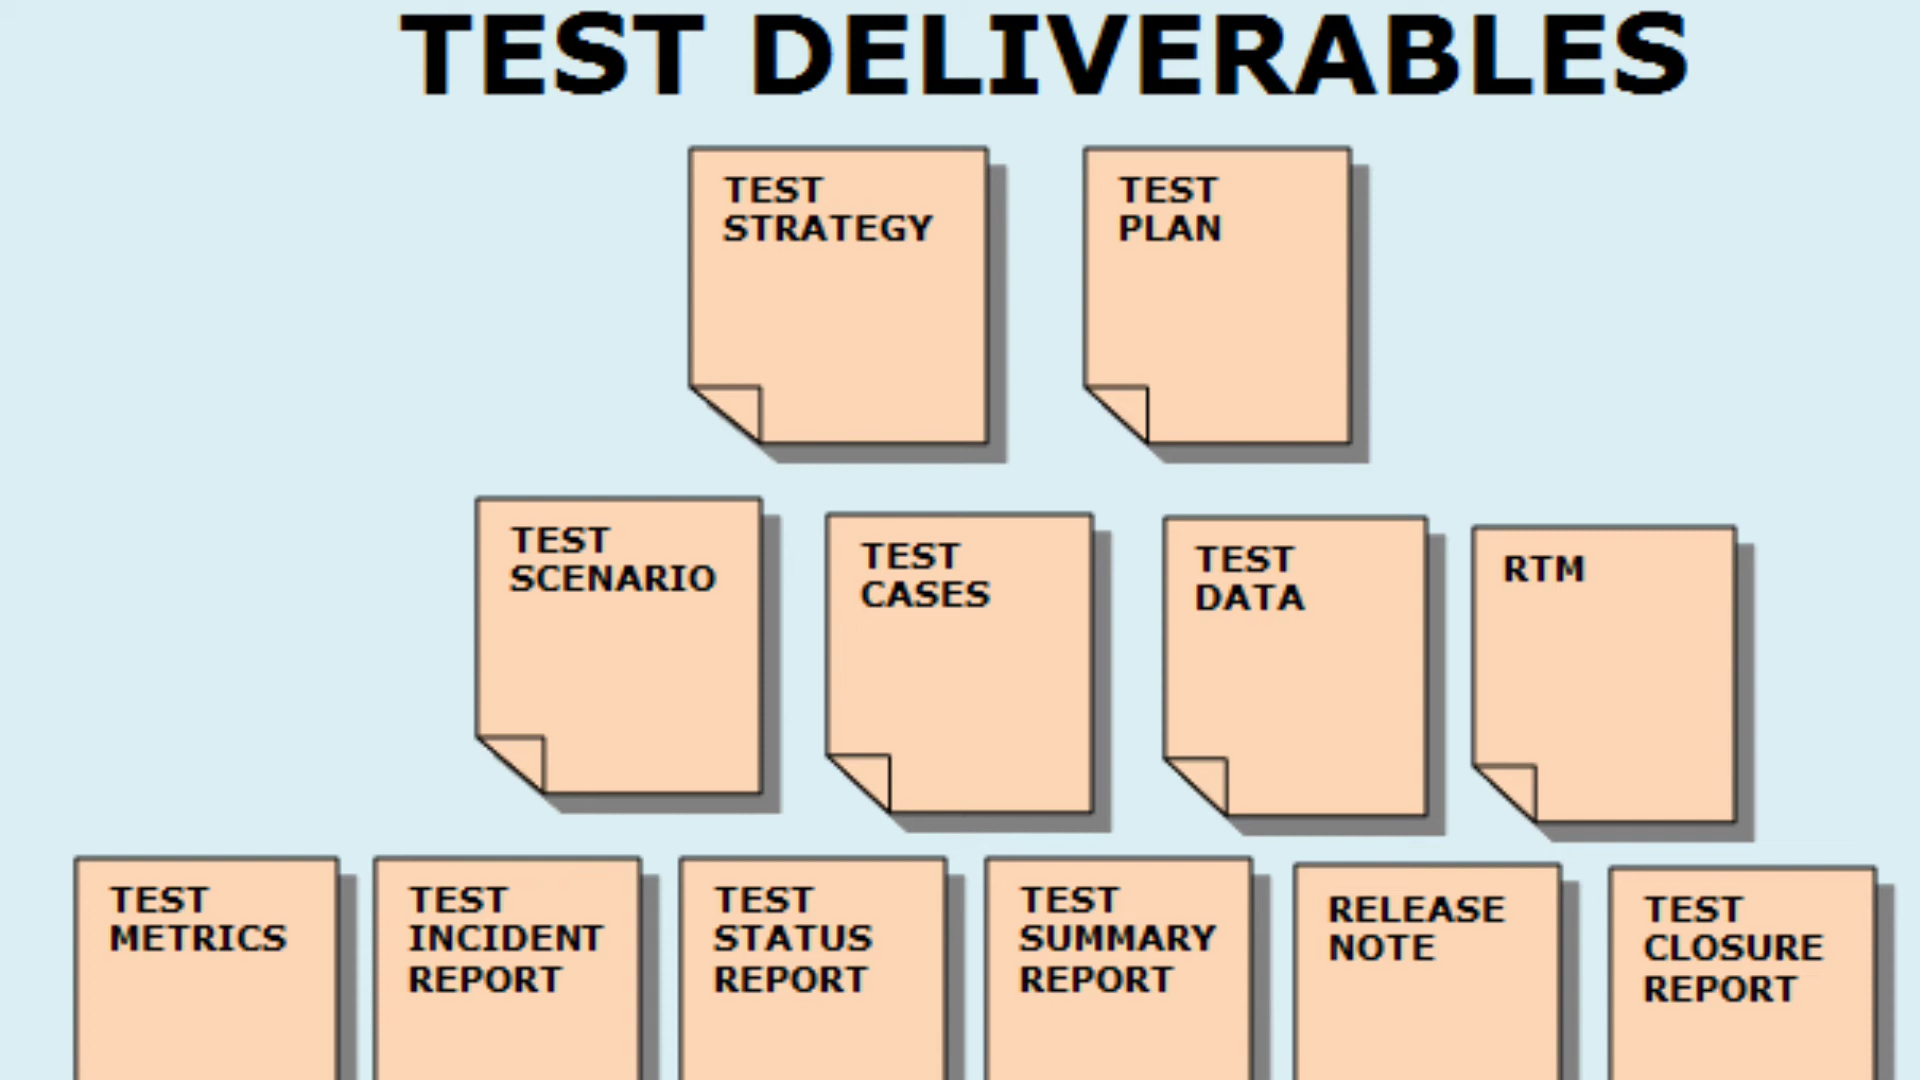 TEST DELIVERABLES
TEST
STRATEGY
TEST
PLAN
TEST
SCENARIO
TEST
CASES
TEST
DATA
RTM
TEST
METRICS
TEST
INCIDENT
REPORT
TEST
STATUS
REPORT
TEST
SUMMARY
REPORT
RELEASE
NOTE
TEST
CLOSURE
REPORT